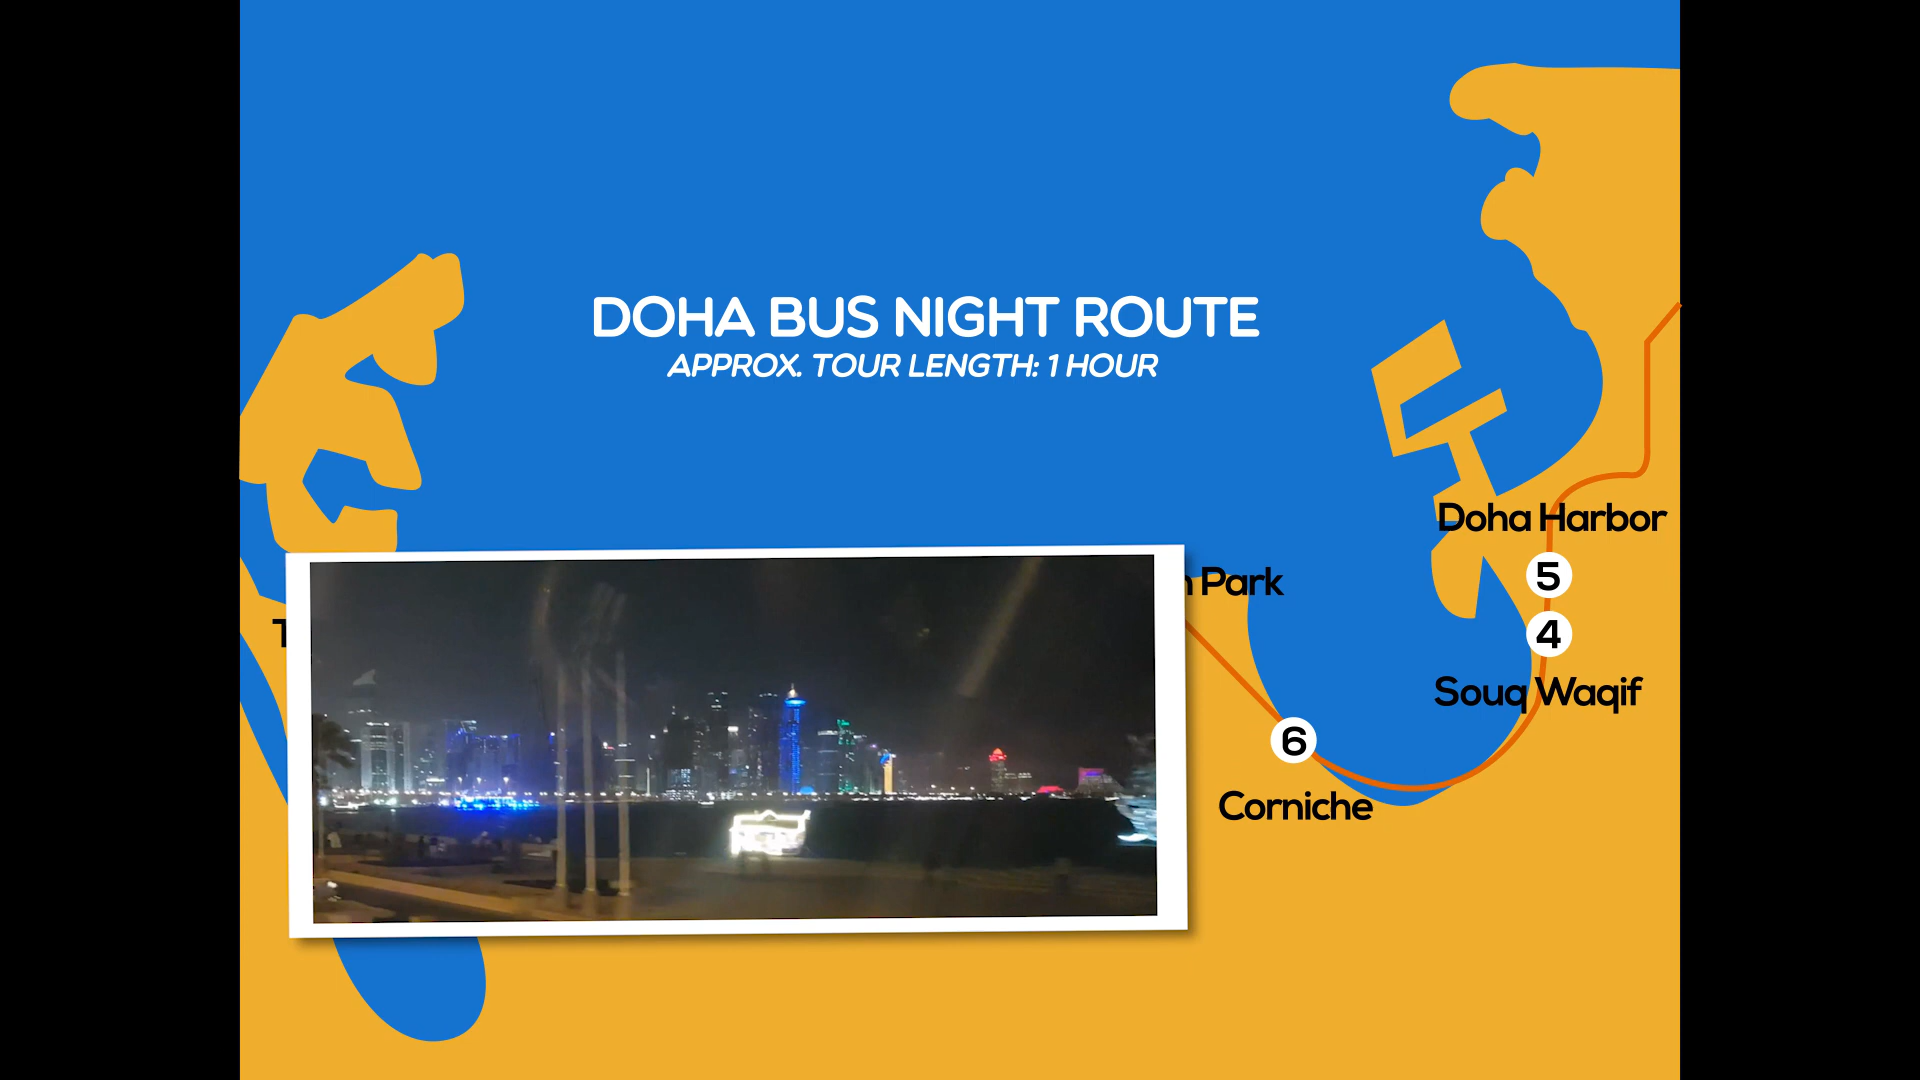 DOHA BUS NIGHT ROUTE
APPROX. TOUR LENGTH: 1 HOUR
Doha Harbor
5
Park
4
Souq Waqif
6
Corniche